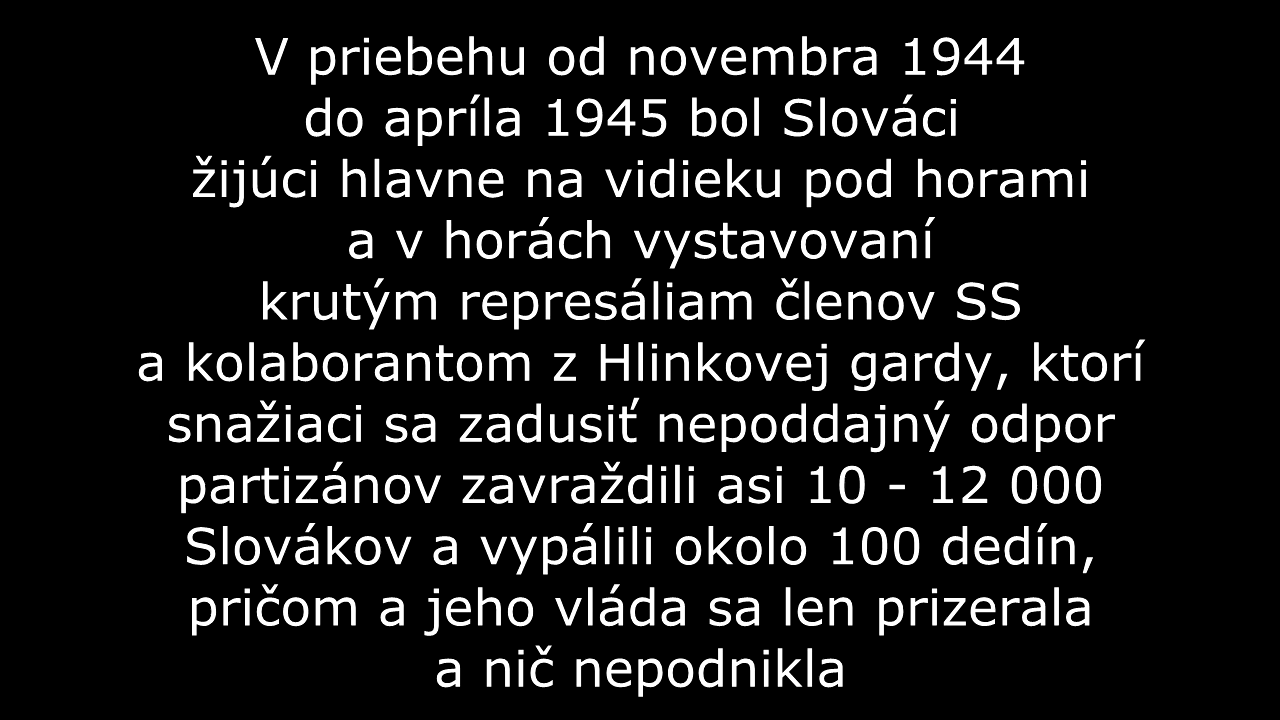 V priebehu od novembra 1944
do apríla 1945 bol Slováci
žijúci hlavne na vidieku pod horami
a v horách vystavovaní
krutým represáliam členov SS
a kolaborantom z Hlinkovej gardy, ktorí
snažiaci sa zadusiť nepoddajný odpor
partizánov zavraždili asi 10 - 12 000
Slovákov a vypálili okolo 100 dedín,
pričom a jeho vláda sa len prizerala
a nič nepodnikla